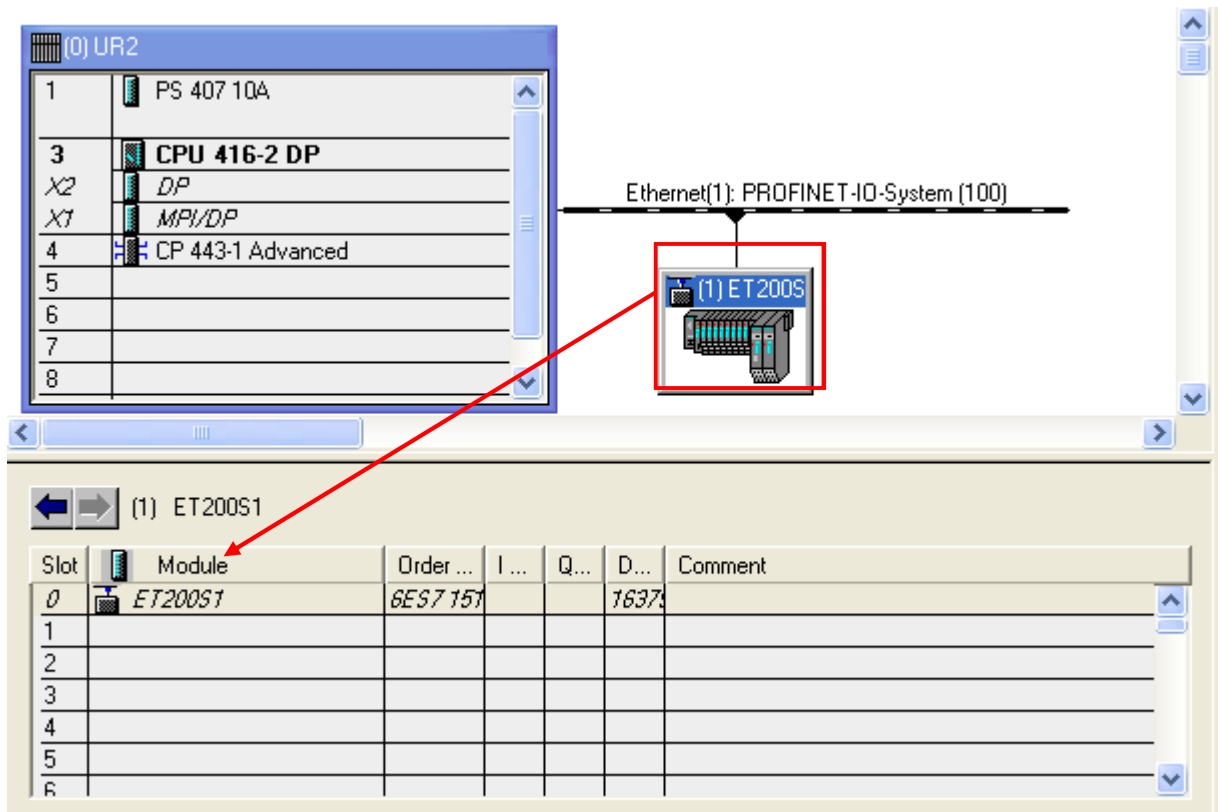 (0) UR2
1 PS 407 10A
3 CPU 416-2 DP
X2 DP
X1 MPI/DP
4 CP 443-1 Advanced
5
6
7
8
Ethernet(1): PROFINET-IO-System (100)
(1) ET200S
(1) ET200S1
Slot Module Order ... I ... Q... D... Comment
0 ET200S1 6ES7 151 1637
1
2
3
4
5
6